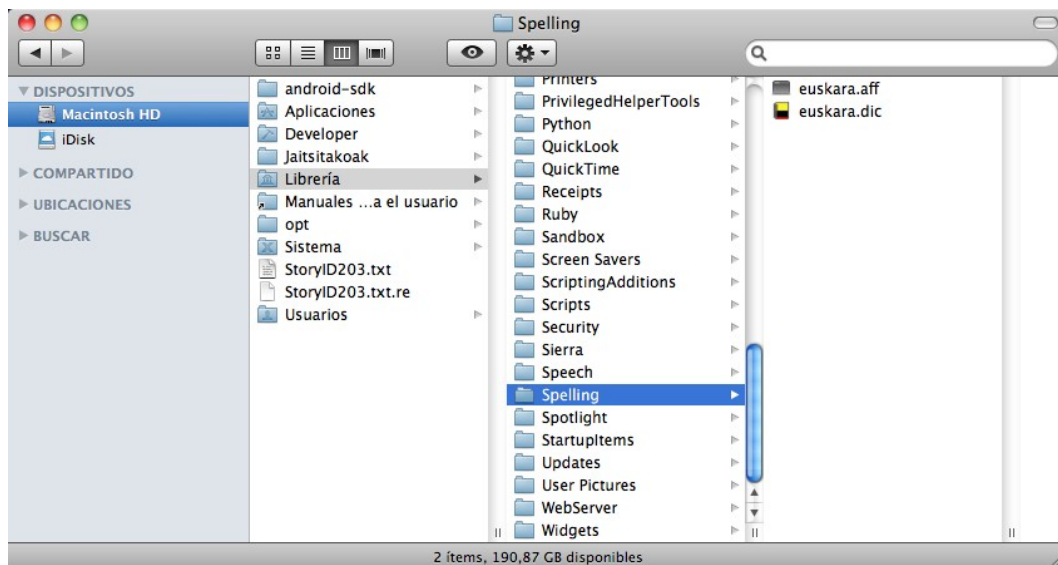 Spelling
DISPOSITIVOS
Macintosh HD
iDisk
COMPARTIDO
UBICACIONES
BUSCAR
android-sdk
Aplicaciones
Developer
Jaitsitakoak
Librería
Manuales ...a el usuario
opt
Sistema
StoryID203.txt
StoryID203.txt.re
Usuarios
Printers
PrivilegedHelperTools
Python
QuickLook
QuickTime
Receipts
Ruby
Sandbox
Screen Savers
ScriptingAdditions
Scripts
Security
Sierra
Speech
Spelling
Spotlight
StartupItems
Updates
User Pictures
WebServer
Widgets
euskara.aff
euskara.dic
2 ítems, 190,87 GB disponibles